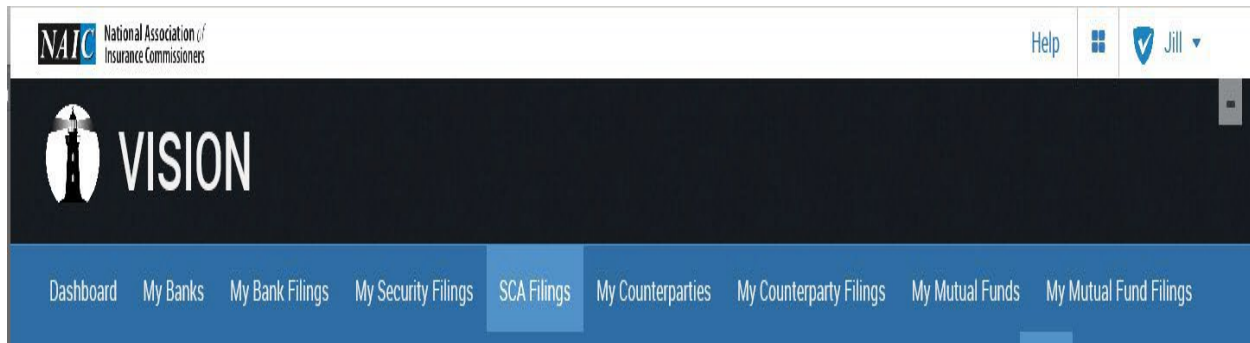 NAIC National Association of
Insurance Commissioners
Help
Jill
VISION
Dashboard My Banks My Bank Filings My Security Filings SCA Filings My Counterparties My Counterparty Filings My Mutual Funds My Mutual Fund Filings